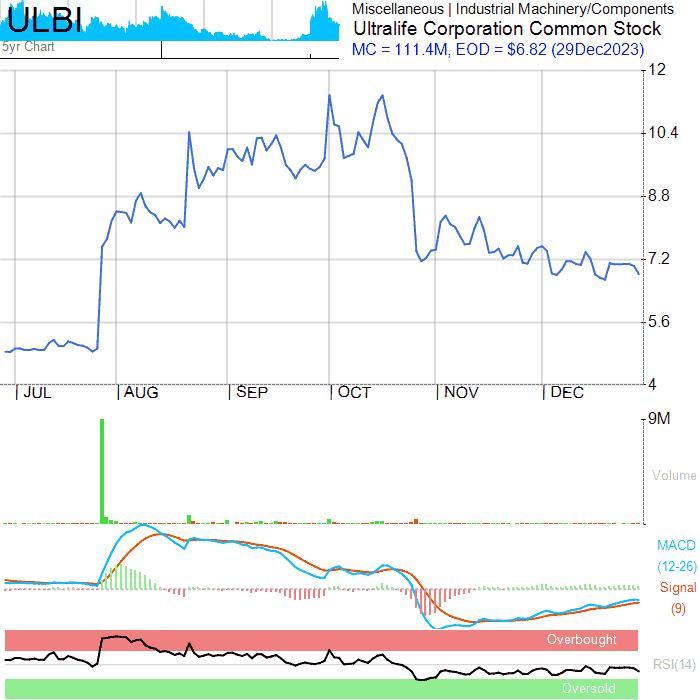 ULBI
5yr Chart
Miscellaneous | Industrial Machinery/Components
Ultralife Corporation Common Stock
MC = 111.4M, EOD = $6.82 (29Dec2023)
12
10.4
8.8
7.2
5.6
4
JUL AUG SEP OCT NOV DEC
9M
Volume
MACD
(12-26)
Signal
(9)
Overbought
RSI(14)
Oversold